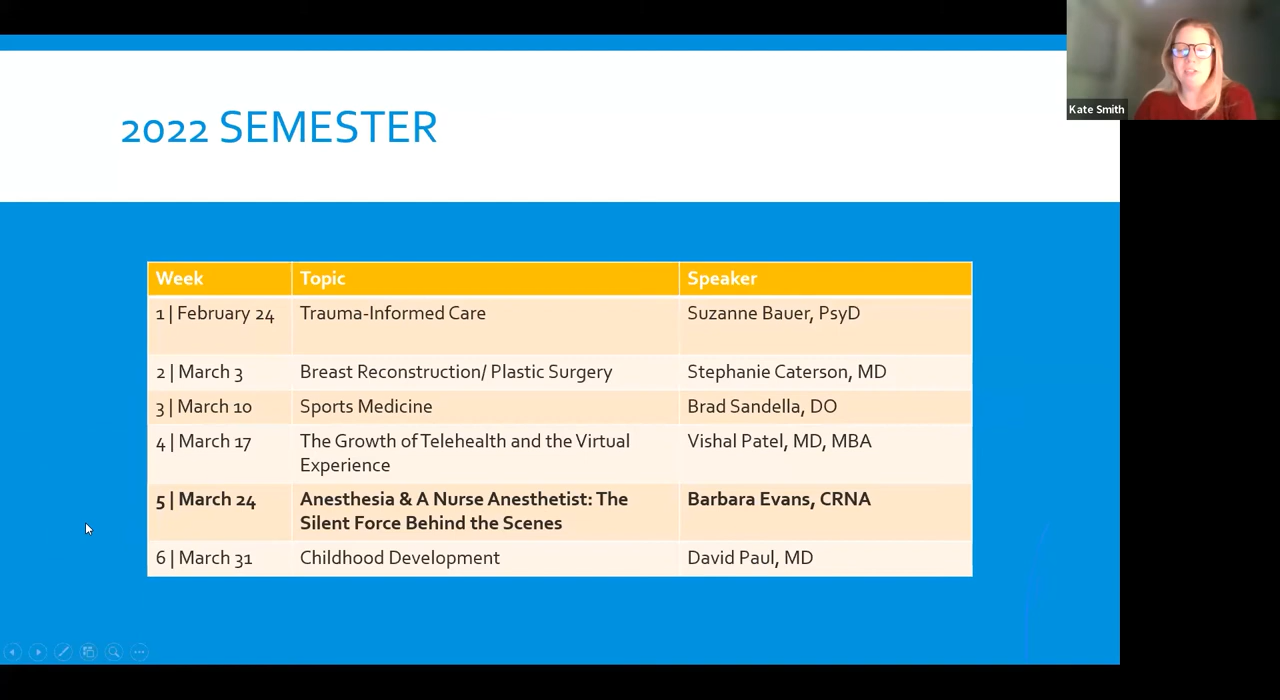 Kate Smith
2022 SEMESTER
Week Topic Speaker
1 | February 24 Trauma-Informed Care Suzanne Bauer, PsyD
2 | March 3 Breast Reconstruction/ Plastic Surgery Stephanie Caterson, MD
3 | March 10 Sports Medicine Brad Sandella, DO
4 | March 17 The Growth of Telehealth and the Virtual Vishal Patel, MD, MBA
Experience
5 | March 24 Anesthesia & A Nurse Anesthetist: The Barbara Evans, CRNA
Silent Force Behind the Scenes
6 | March 31 Childhood Development David Paul, MD